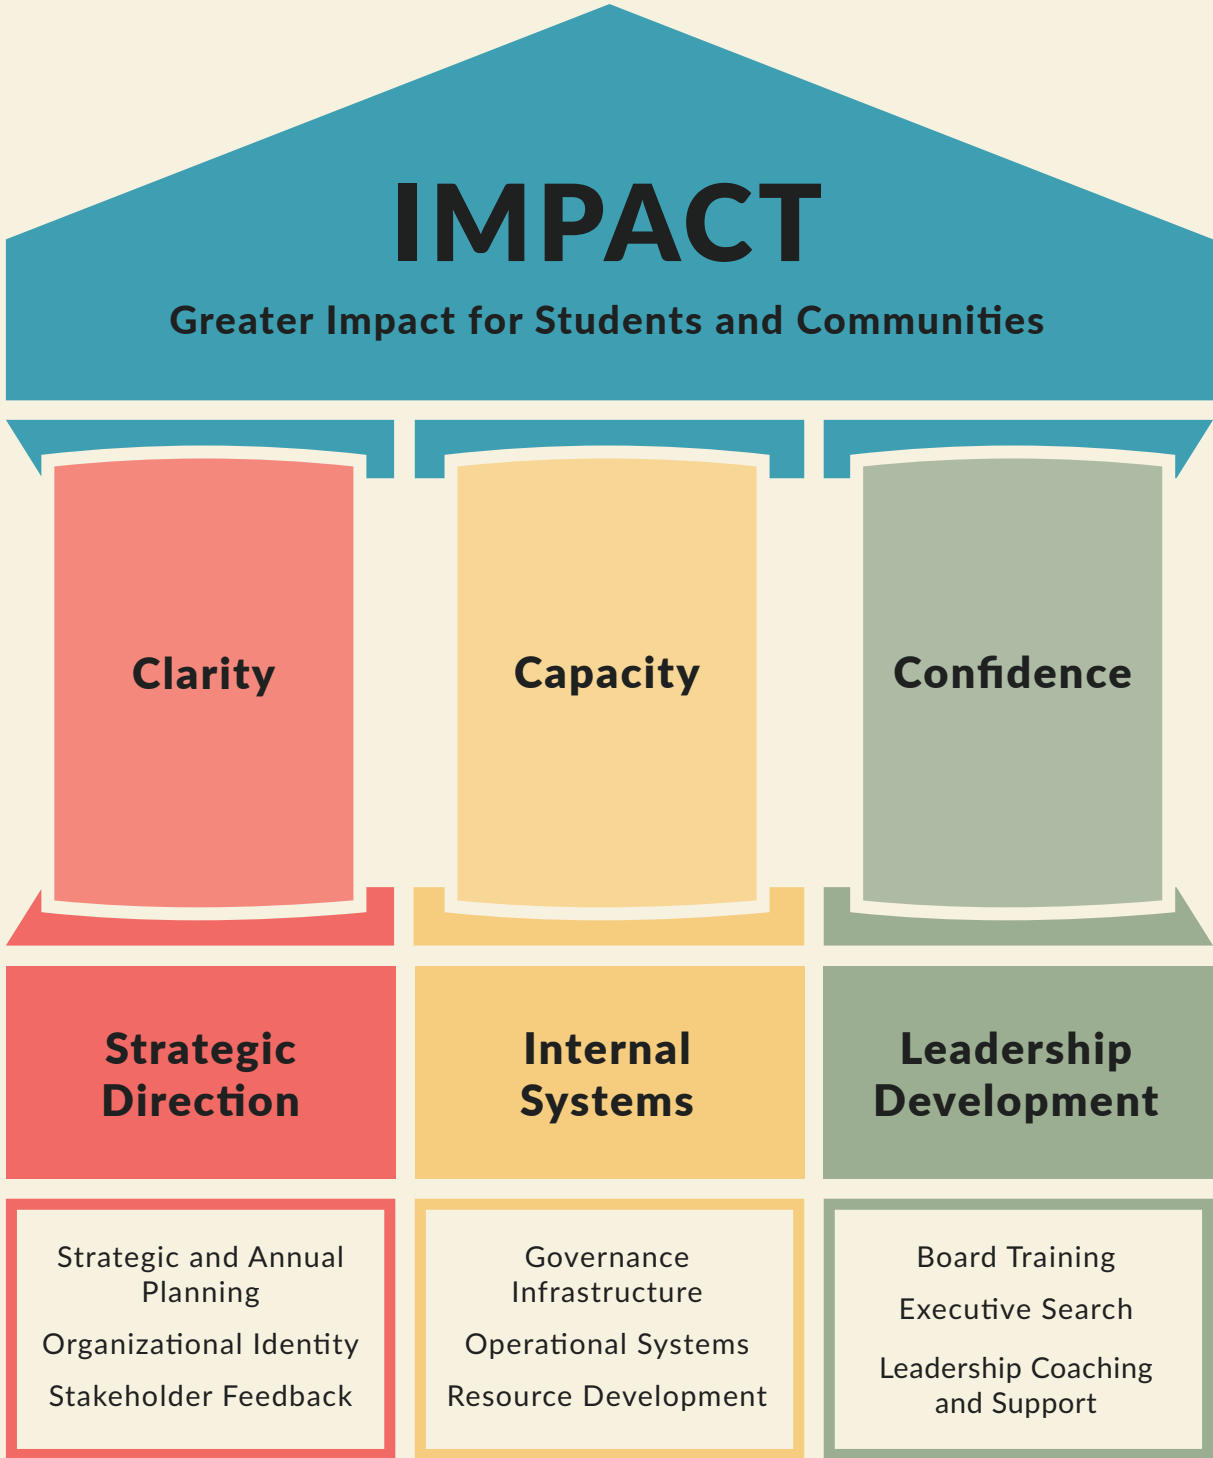 IMPACT
Greater Impact for Students and Communities
Clarity
Capacity
Confidence
Strategic
Direction
Internal
Systems
Leadership
Development
Strategic and Annual
Planning
Organizational Identity
Stakeholder Feedback
Governance
Infrastructure
Operational Systems
Resource Development
Board Training
Executive Search
Leadership Coaching
and Support